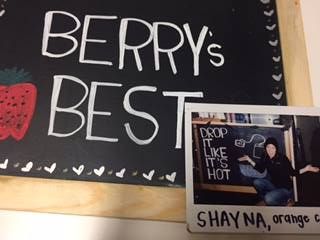 BERRY's
BEST
DROP
IT
LIKE
IT'S
HOT
SHAYNA, orange c